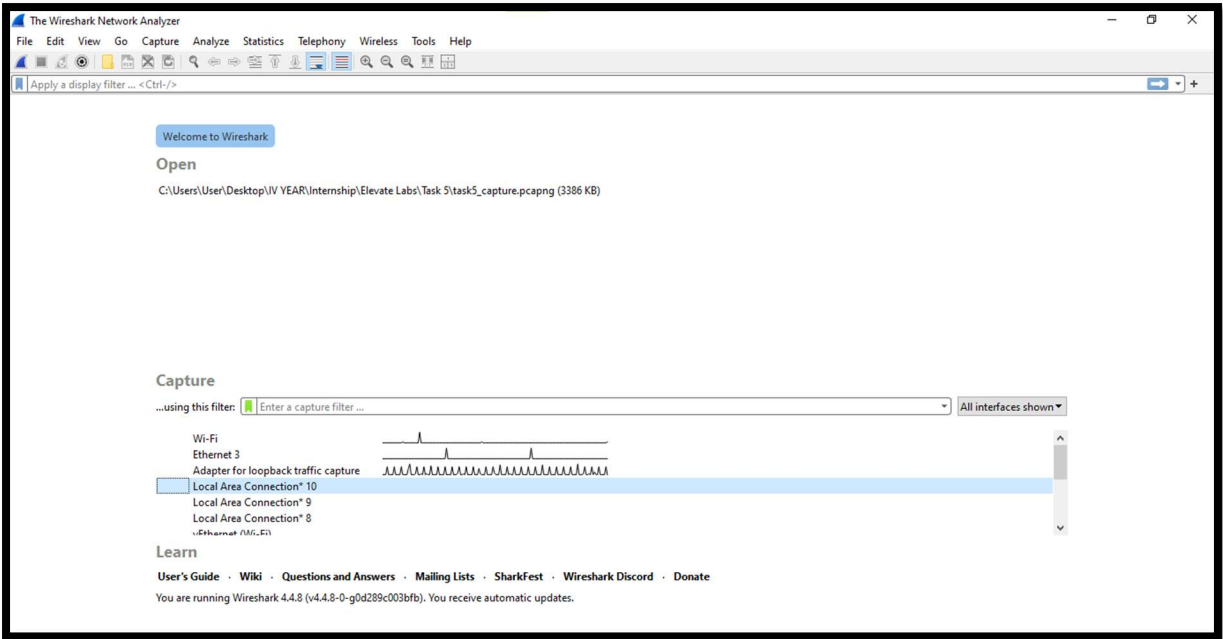 The Wireshark Network Analyzer
File Edit View Go Capture Analyze Statistics Telephony Wireless Tools Help
Apply a display filter ... <Ctrl-/>
Welcome to Wireshark
Open
C:\Users\User\Desktop\IV YEAR\Internship\Elevate Labs\Task 5\task5_capture.pcapng (3386 KB)
Capture
...using this filter: Enter a capture filter ... All interfaces shown
Wi-Fi
Ethernet 3
Adapter for loopback traffic capture
Local Area Connection* 10
Local Area Connection* 9
Local Area Connection* 8
vEthernet (Wi-Fi)
Learn
User's Guide · Wiki · Questions and Answers · Mailing Lists · SharkFest · Wireshark Discord · Donate
You are running Wireshark 4.4.8 (v4.4.8-0-g0d289c003bfb). You receive automatic updates.